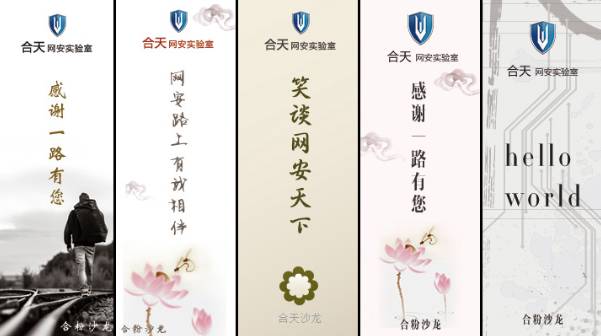 合天网安实验室
感谢一路有您
合粉沙龙
合天网安实验室
网安路上有我相伴
合粉沙龙
合天网安实验室
笑谈网安天下
合天沙龙
合天网安实验室
感谢一路有您
合粉沙龙
合天网安实验室
hello
world
合粉沙龙